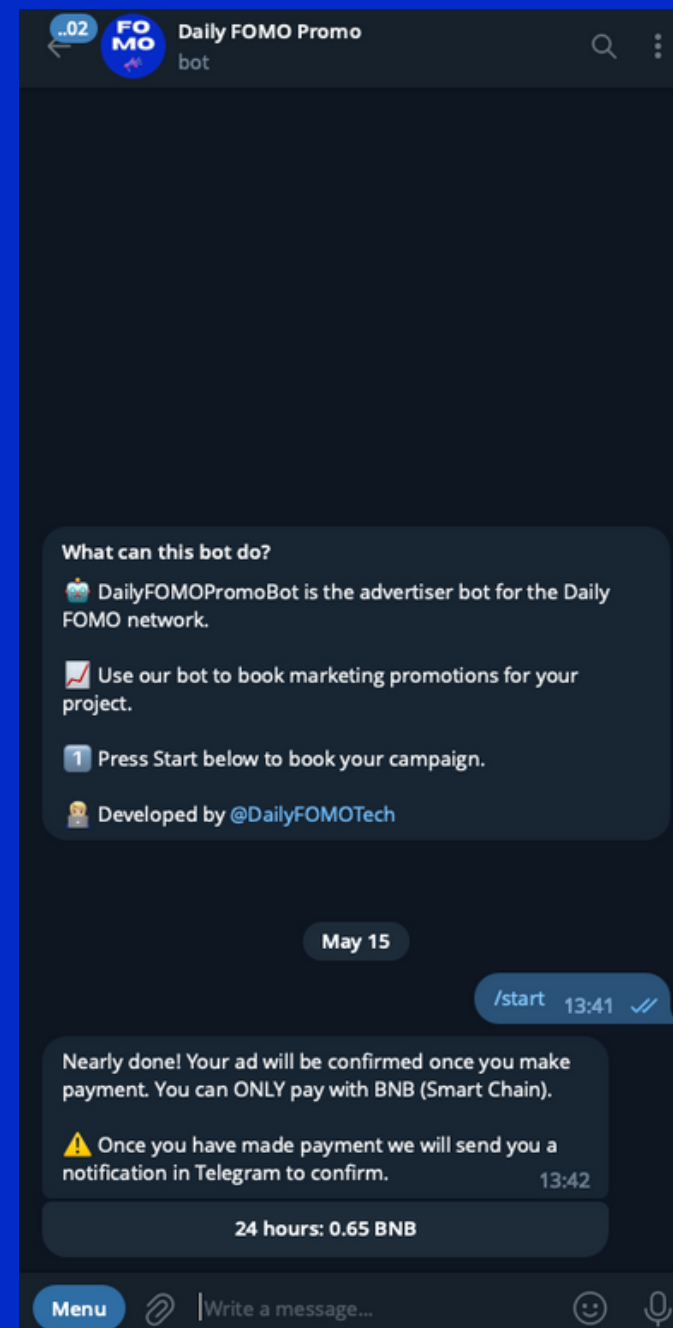 ..02
FO
MO
Daily FOMO Promo
bot
What can this bot do?
🤖 DailyFOMOPromoBot is the advertiser bot for the Daily
FOMO network.
📈 Use our bot to book marketing promotions for your
project.
1️⃣ Press Start below to book your campaign.
🧑🏼‍💻 Developed by @DailyFOMOTech
May 15
/start 13:41
Nearly done! Your ad will be confirmed once you make
payment. You can ONLY pay with BNB (Smart Chain).
⚠️ Once you have made payment we will send you a
notification in Telegram to confirm.
13:42
24 hours: 0.65 BNB
Menu
Write a message...